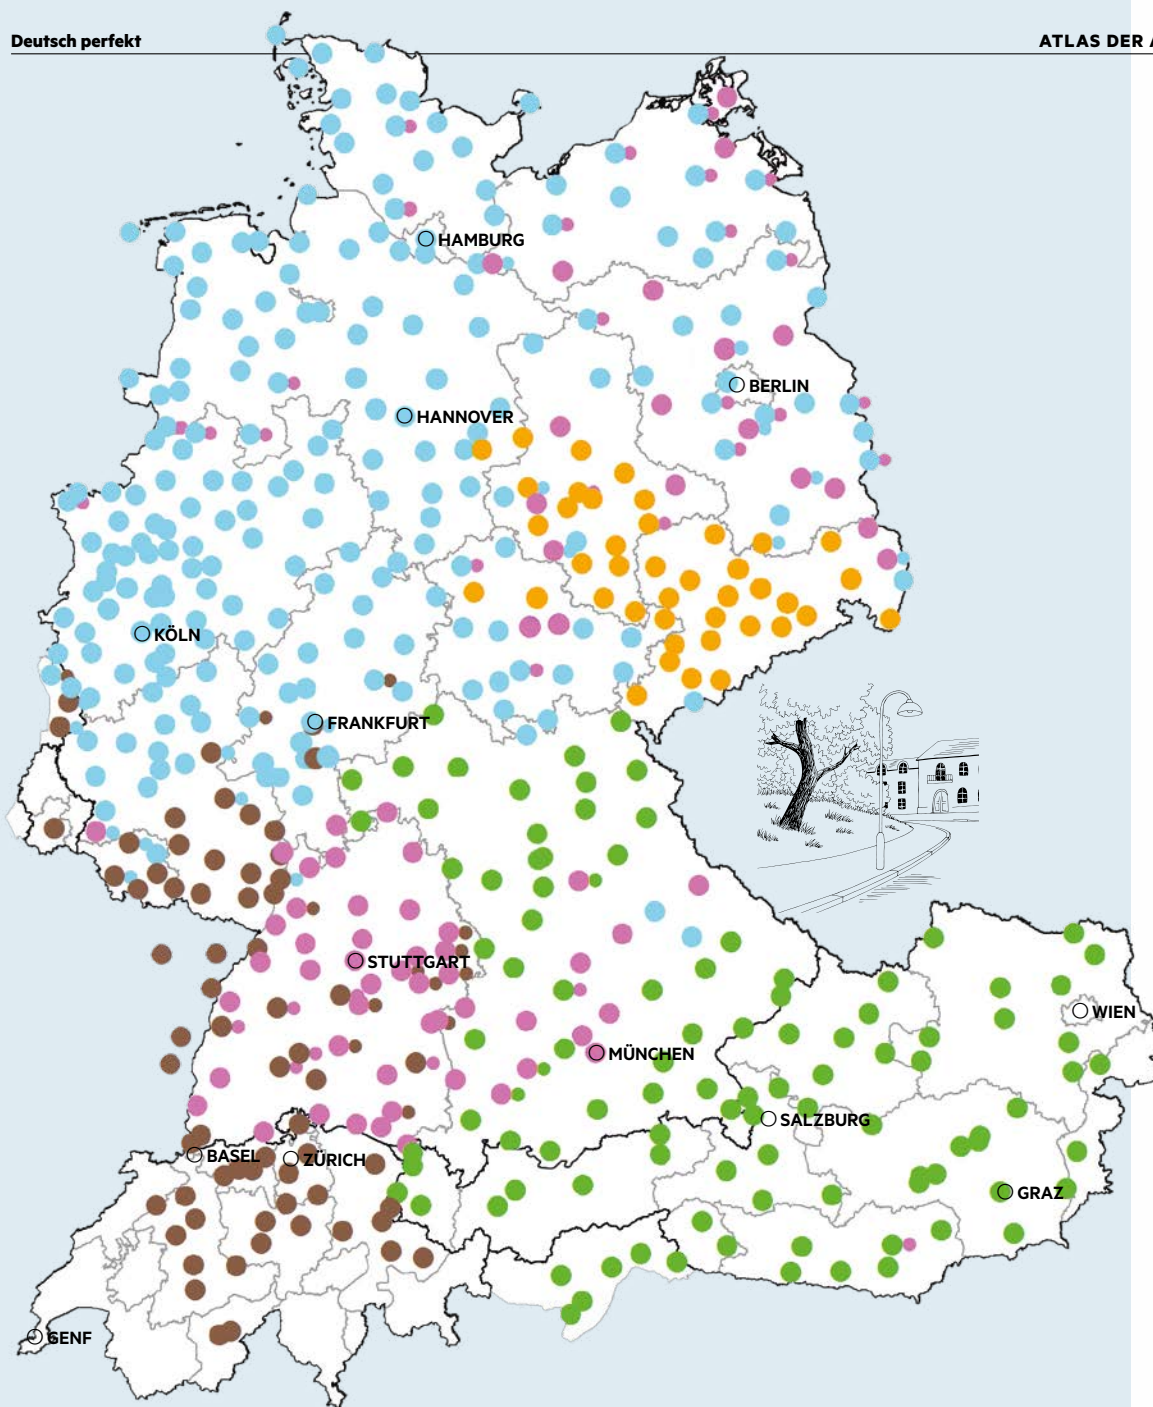 Deutsch perfekt
ATLAS DER A
HAMBURG
BERLIN
HANNOVER
KÖLN
FRANKFURT
STUTTGART
WIEN
MÜNCHEN
SALZBURG
BASEL
ZÜRICH
GRAZ
GENF